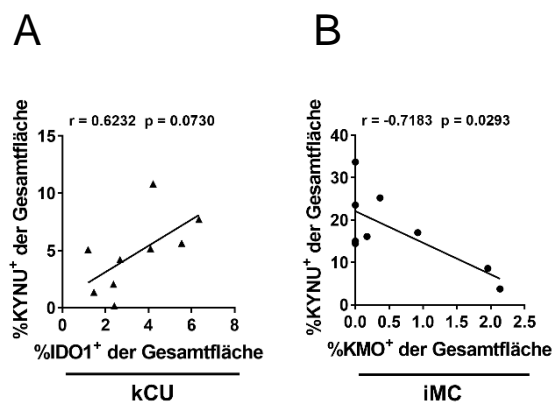 A
r = 0.6232 p = 0.0730
%KYNU⁺ der Gesamtfläche
15
10
5
0
0 2 4 6 8
%IDO1⁺ der Gesamtfläche
kCU
B
r = -0.7183 p = 0.0293
%KYNU⁺ der Gesamtfläche
40
30
20
10
0
0.0 0.5 1.0 1.5 2.0 2.5
%KMO⁺ der Gesamtfläche
iMC